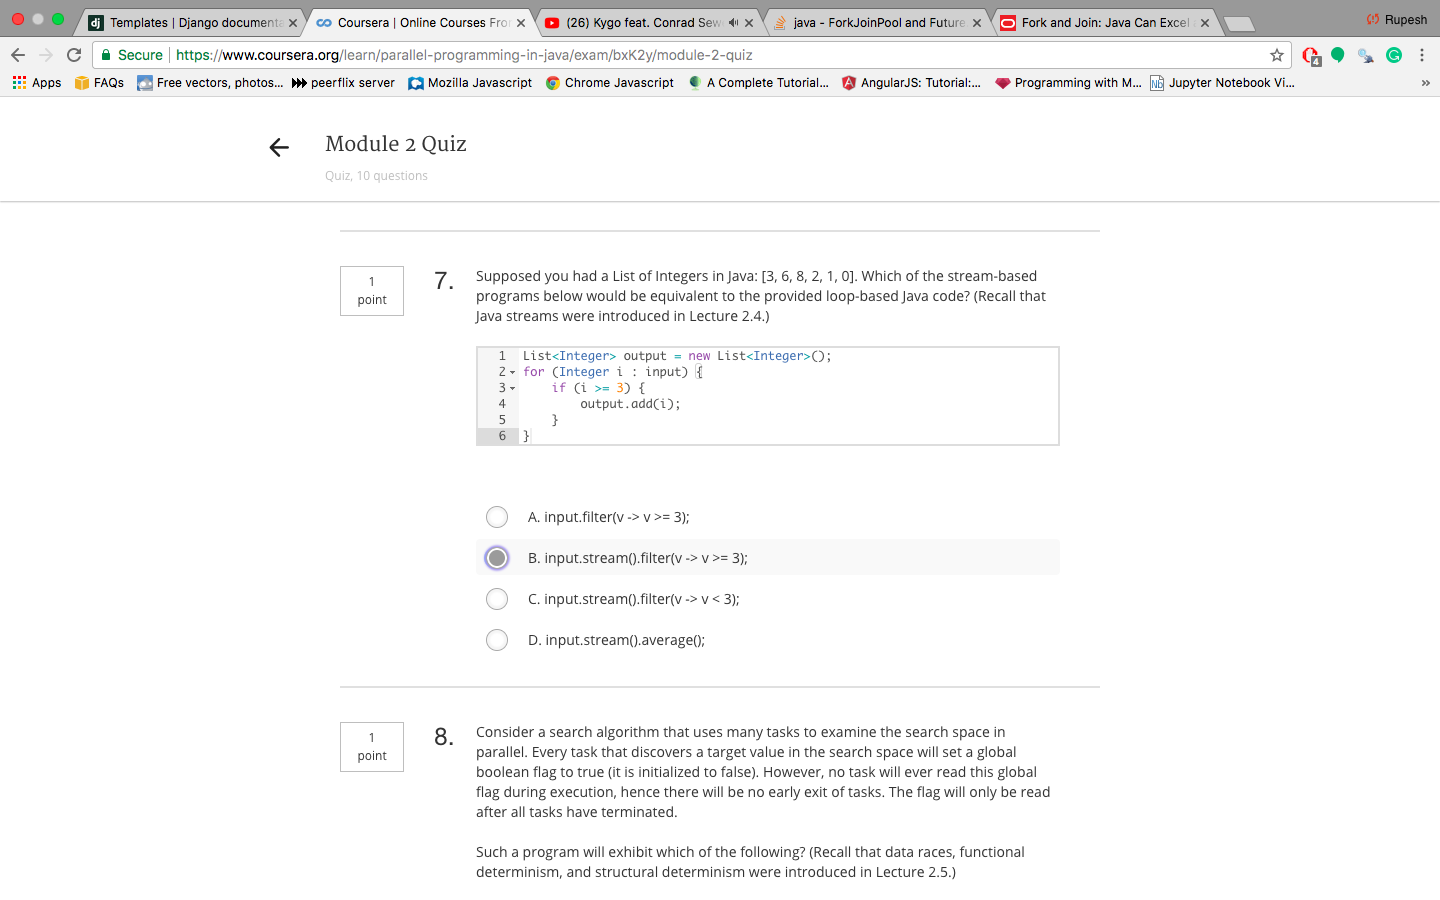 Templates | Django documenta
Coursera | Online Courses Fro
(26) Kygo feat. Conrad Sew
java - ForkJoinPool and Future
Fork and Join: Java Can Excel
Rupesh
Secure https://www.coursera.org/learn/parallel-programming-in-java/exam/bxK2y/module-2-quiz
4
Apps FAQs Free vectors, photos... peerflix server Mozilla Javascript Chrome Javascript A Complete Tutorial... AngularJS: Tutorial:... Programming with M... Jupyter Notebook Vi... »
Module 2 Quiz
Quiz, 10 questions
1
point
7.
Supposed you had a List of Integers in Java: [3, 6, 8, 2, 1, 0]. Which of the stream-based
programs below would be equivalent to the provided loop-based Java code? (Recall that
Java streams were introduced in Lecture 2.4.)
1 List<Integer> output = new List<Integer>();
2 for (Integer i : input) {
3 if (i >= 3) {
4 output.add(i);
5 }
6 }
A. input.filter(v -> v >= 3);
B. input.stream().filter(v -> v >= 3);
C. input.stream().filter(v -> v < 3);
D. input.stream().average();
1
point
8.
Consider a search algorithm that uses many tasks to examine the search space in
parallel. Every task that discovers a target value in the search space will set a global
boolean flag to true (it is initialized to false). However, no task will ever read this global
flag during execution, hence there will be no early exit of tasks. The flag will only be read
after all tasks have terminated.
Such a program will exhibit which of the following? (Recall that data races, functional
determinism, and structural determinism were introduced in Lecture 2.5.)